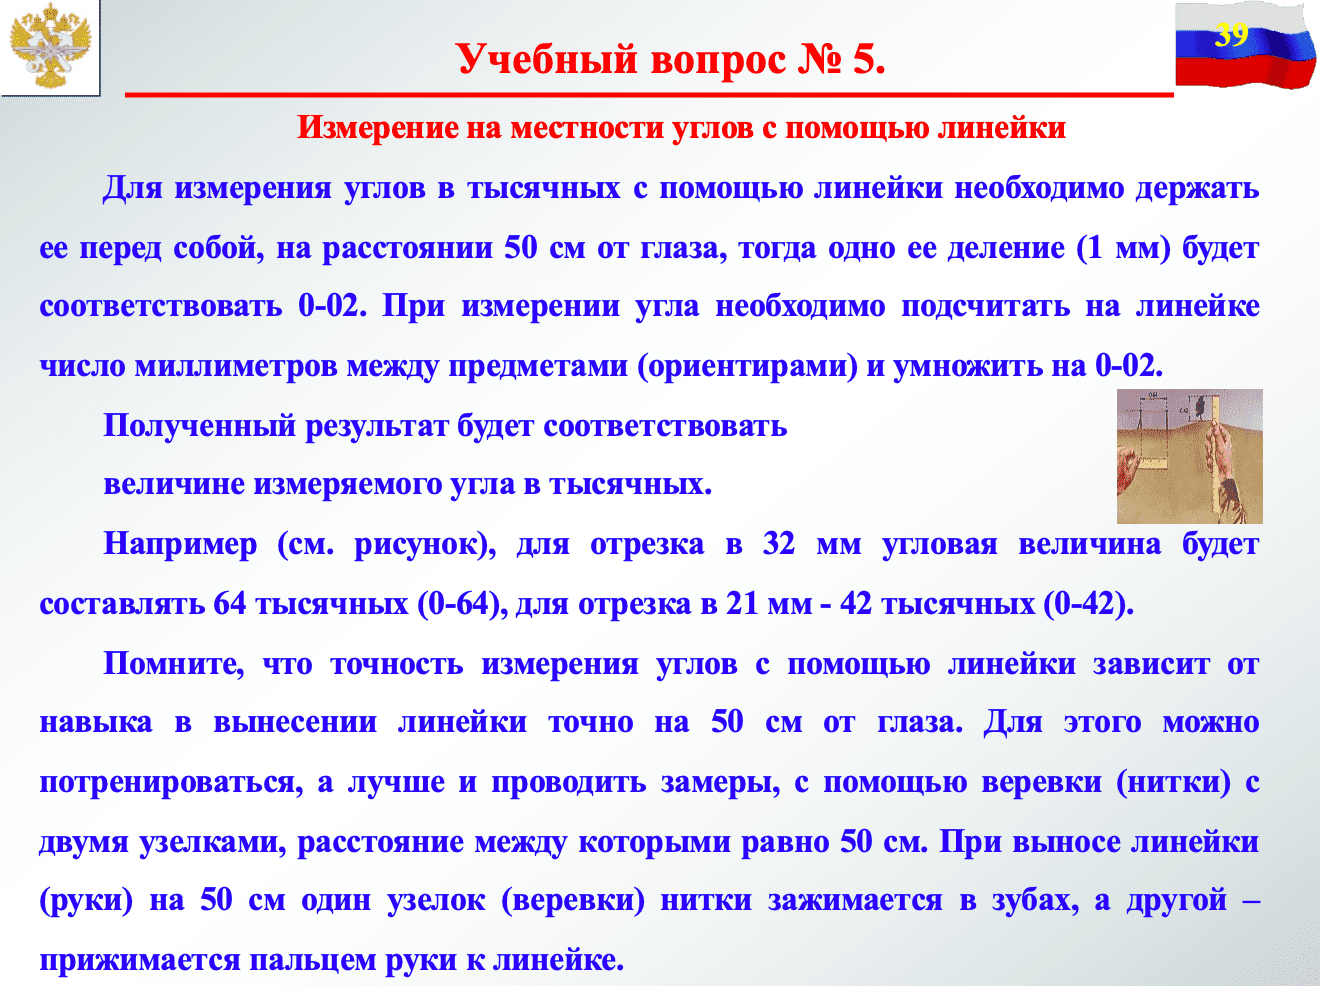 39
Учебный вопрос № 5.
Измерение на местности углов с помощью линейки
Для измерения углов в тысячных с помощью линейки необходимо держать
ее перед собой, на расстоянии 50 см от глаза, тогда одно ее деление (1 мм) будет
соответствовать 0-02. При измерении угла необходимо подсчитать на линейке
число миллиметров между предметами (ориентирами) и умножить на 0-02.
Полученный результат будет соответствовать
величине измеряемого угла в тысячных.
Например (см. рисунок), для отрезка в 32 мм угловая величина будет
составлять 64 тысячных (0-64), для отрезка в 21 мм - 42 тысячных (0-42).
Помните, что точность измерения углов с помощью линейки зависит от
навыка в вынесении линейки точно на 50 см от глаза. Для этого можно
потренироваться, а лучше и проводить замеры, с помощью веревки (нитки) с
двумя узелками, расстояние между которыми равно 50 см. При выносе линейки
(руки) на 50 см один узелок (веревки) нитки зажимается в зубах, а другой –
прижимается пальцем руки к линейке.